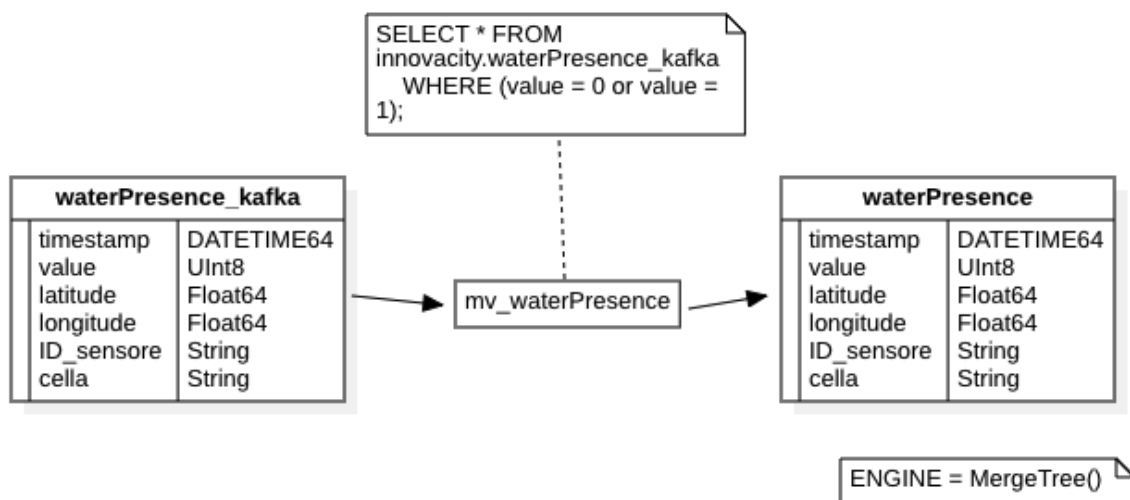 SELECT * FROM
innovacity.waterPresence_kafka
WHERE (value = 0 or value =
1);
waterPresence_kafka
timestamp DATETIME64
value UInt8
latitude Float64
longitude Float64
ID_sensore String
cella String
mv_waterPresence
waterPresence
timestamp DATETIME64
value UInt8
latitude Float64
longitude Float64
ID_sensore String
cella String
ENGINE = MergeTree()